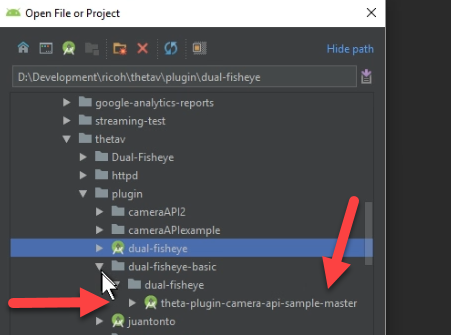 Open File or Project
Hide path
D:\Development\ricoh\thetav\plugin\dual-fisheye
google-analytics-reports
streaming-test
thetav
Dual-Fisheye
httpd
plugin
cameraAPI2
cameraAPIexample
dual-fisheye
dual-fisheye-basic
dual-fisheye
theta-plugin-camera-api-sample-master
juantonto